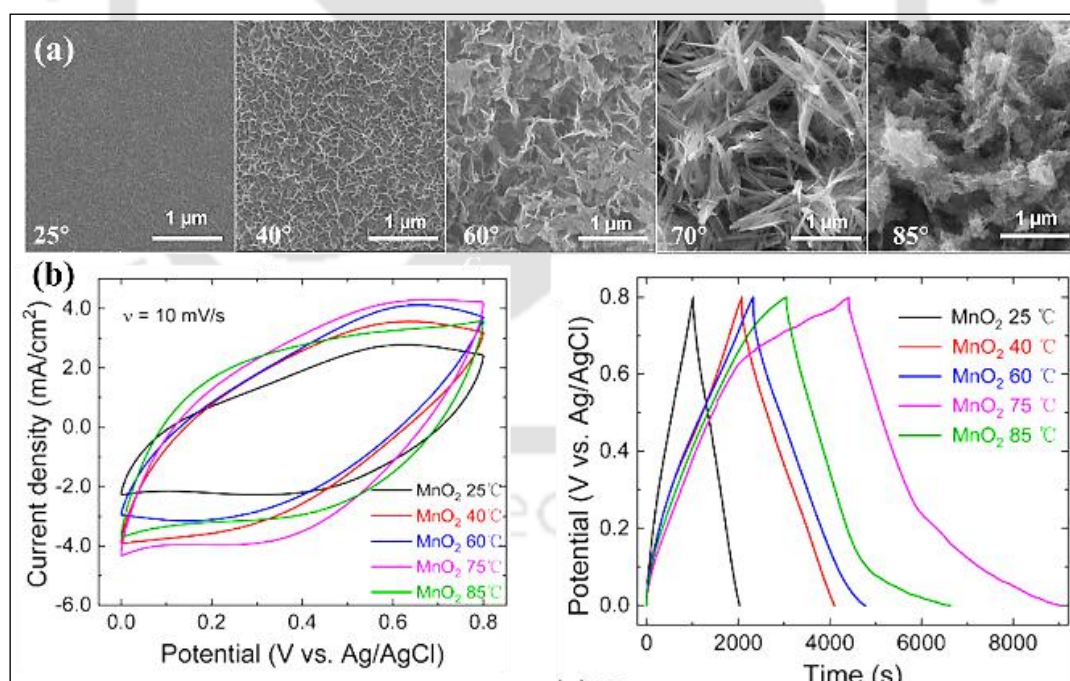 (a)
25°
1 µm
40°
1 µm
60°
1 µm
70°
1 µm
85°
1 µm
(b)
Current density (mA/cm²)
4.0
2.0
0.0
-2.0
-4.0
-6.0
ν = 10 mV/s
MnO₂ 25℃
MnO₂ 40℃
MnO₂ 60℃
MnO₂ 75℃
MnO₂ 85℃
0.0 0.2 0.4 0.6 0.8
Potential (V vs. Ag/AgCl)
Potential (V vs. Ag/AgCl)
0.8
0.6
0.4
0.2
0.0
MnO₂ 25 ℃
MnO₂ 40 ℃
MnO₂ 60 ℃
MnO₂ 75 ℃
MnO₂ 85 ℃
0 2000 4000 6000 8000
Time (s)